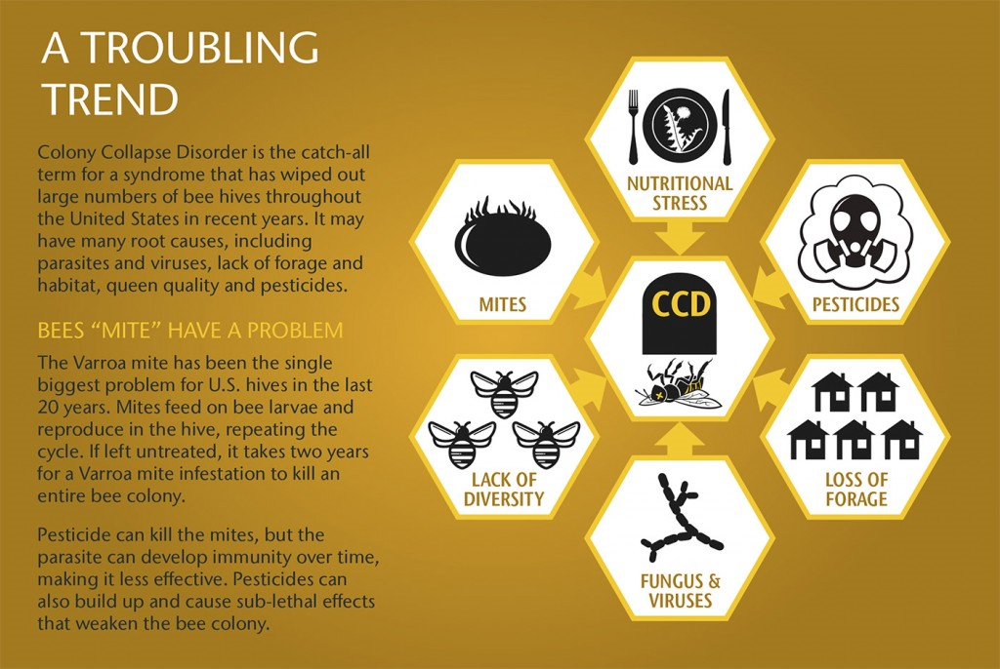 A TROUBLING
TREND
Colony Collapse Disorder is the catch-all
term for a syndrome that has wiped out
large numbers of bee hives throughout
the United States in recent years. It may
have many root causes, including
parasites and viruses, lack of forage and
habitat, queen quality and pesticides.
BEES “MITE” HAVE A PROBLEM
The Varroa mite has been the single
biggest problem for U.S. hives in the last
20 years. Mites feed on bee larvae and
reproduce in the hive, repeating the
cycle. If left untreated, it takes two years
for a Varroa mite infestation to kill an
entire bee colony.
Pesticide can kill the mites, but the
parasite can develop immunity over time,
making it less effective. Pesticides can
also build up and cause sub-lethal effects
that weaken the bee colony.
NUTRITIONAL
STRESS
MITES
PESTICIDES
CCD
LACK OF
DIVERSITY
LOSS OF
FORAGE
FUNGUS &
VIRUSES